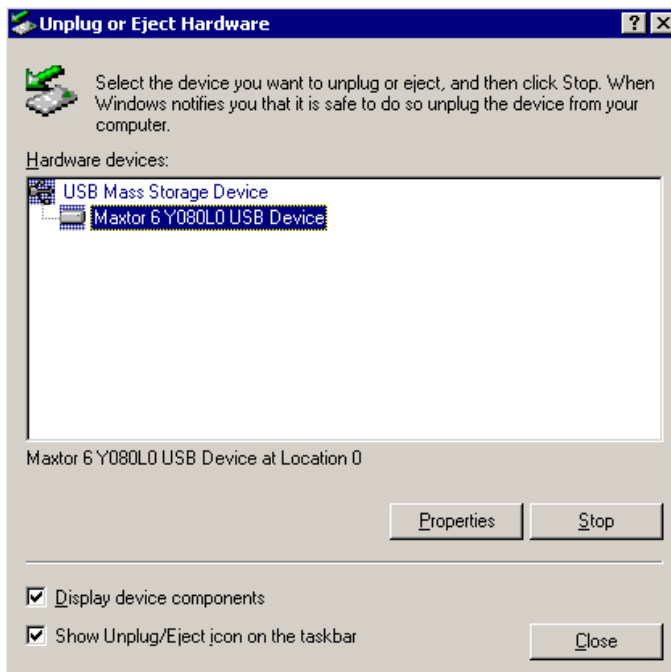 Unplug or Eject Hardware
Select the device you want to unplug or eject, and then click Stop. When
Windows notifies you that it is safe to do so unplug the device from your
computer.
Hardware devices:
USB Mass Storage Device
Maxtor 6 Y080L0 USB Device
Maxtor 6 Y080L0 USB Device at Location 0
Properties
Stop
Display device components
Show Unplug/Eject icon on the taskbar
Close